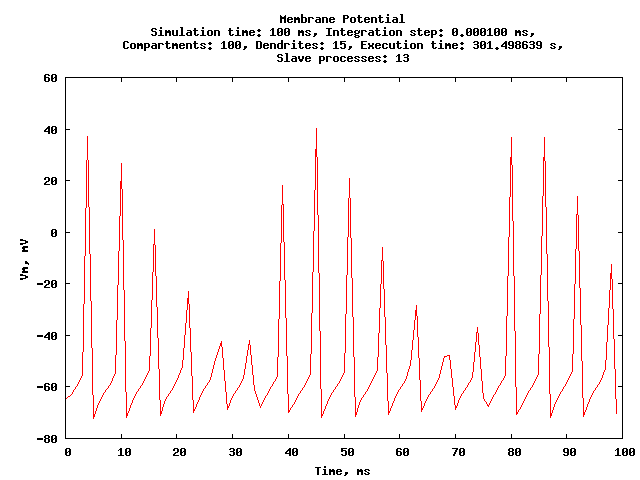 Membrane Potential
Simulation time: 100 ms, Integration step: 0.000100 ms,
Compartments: 100, Dendrites: 15, Execution time: 301.498639 s,
Slave processes: 13
60
40
20
0
-20
-40
-60
-80
Vm, mV
0 10 20 30 40 50 60 70 80 90 100
Time, ms